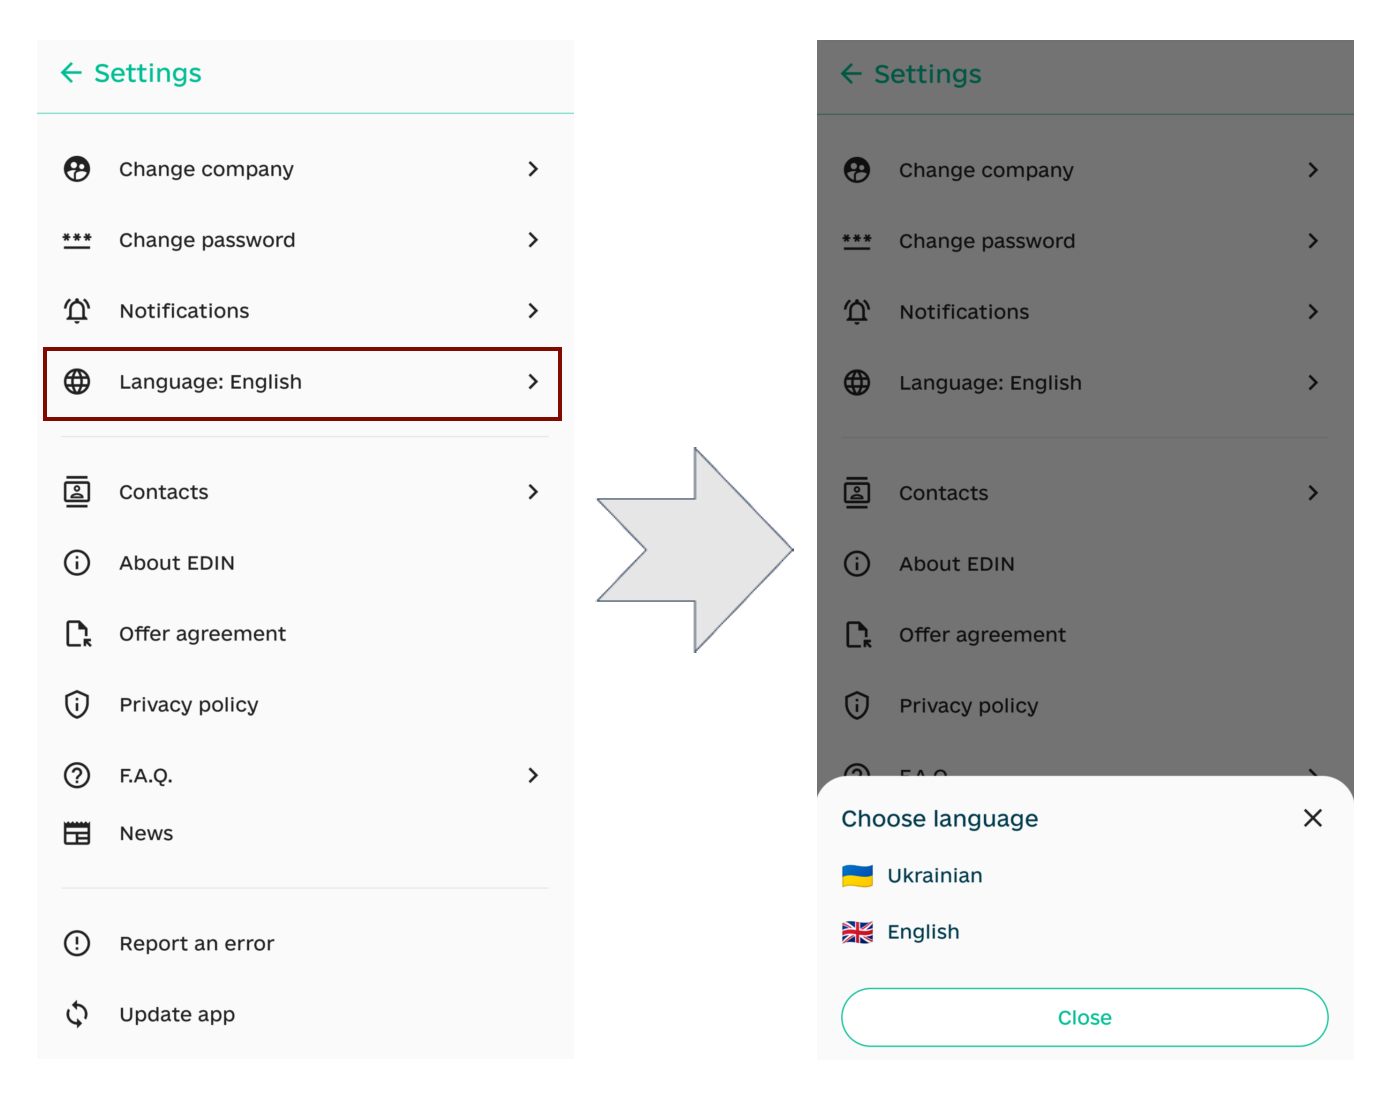 Settings
Change company
Change password
Notifications
Language: English
Contacts
About EDIN
Offer agreement
Privacy policy
F.A.Q.
News
Report an error
Update app
Settings
Change company
Change password
Notifications
Language: English
Contacts
About EDIN
Offer agreement
Privacy policy
F.A.Q.
Choose language
Ukrainian
English
Close